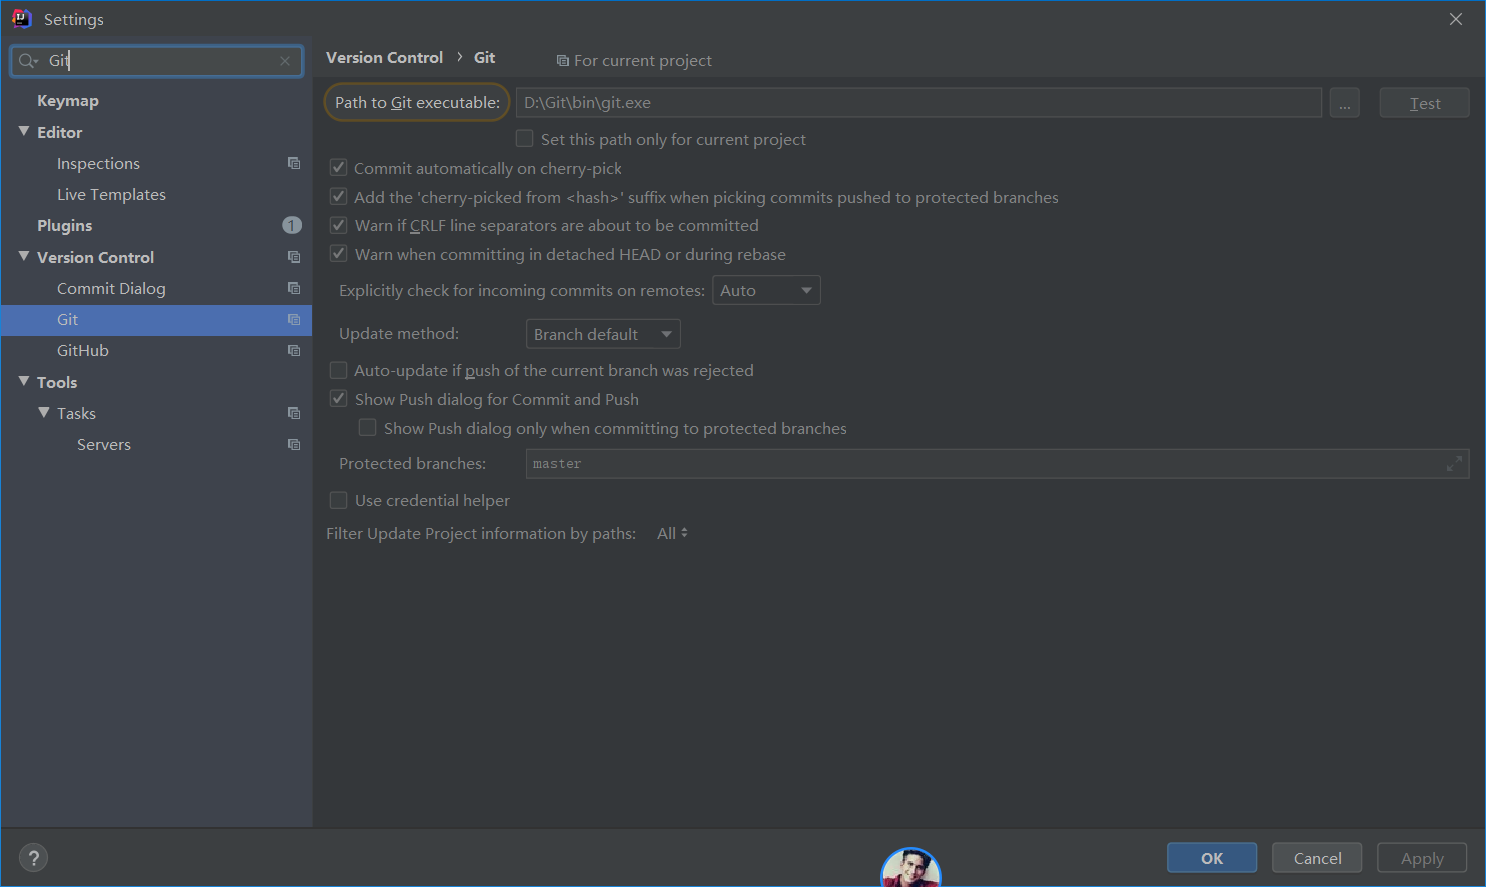 Settings
Git
Version Control › Git For current project
Keymap
Editor
Inspections
Live Templates
Plugins 1
Version Control
Commit Dialog
Git
GitHub
Tools
Tasks
Servers
Path to Git executable: D:\Git\bin\git.exe ... Test
Set this path only for current project
Commit automatically on cherry-pick
Add the 'cherry-picked from <hash>' suffix when picking commits pushed to protected branches
Warn if CRLF line separators are about to be committed
Warn when committing in detached HEAD or during rebase
Explicitly check for incoming commits on remotes: Auto
Update method: Branch default
Auto-update if push of the current branch was rejected
Show Push dialog for Commit and Push
Show Push dialog only when committing to protected branches
Protected branches: master
Use credential helper
Filter Update Project information by paths: All
? OK Cancel Apply